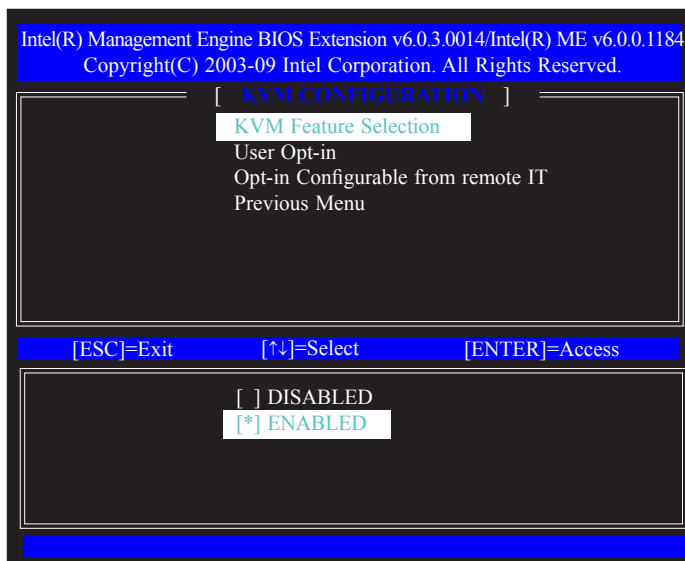 Intel(R) Management Engine BIOS Extension v6.0.3.0014/Intel(R) ME v6.0.0.1184
Copyright(C) 2003-09 Intel Corporation. All Rights Reserved.
[ KVM CONFIGURATION ]
KVM Feature Selection
User Opt-in
Opt-in Configurable from remote IT
Previous Menu
[ESC]=Exit [↑↓]=Select [ENTER]=Access
[ ] DISABLED
[*] ENABLED